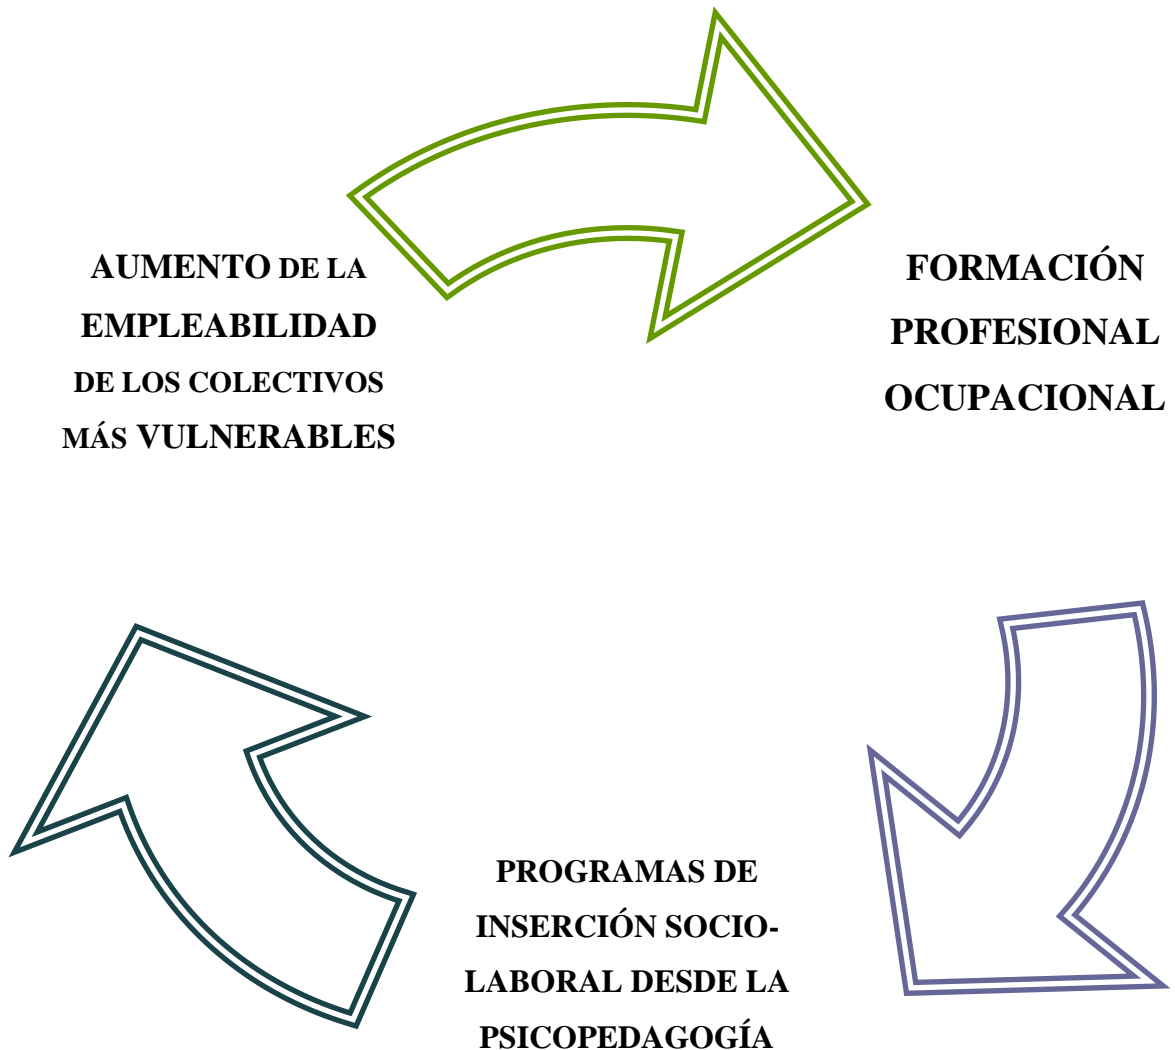 AUMENTO DE LA
EMPLEABILIDAD
DE LOS COLECTIVOS
MÁS VULNERABLES
FORMACIÓN
PROFESIONAL
OCUPACIONAL
PROGRAMAS DE
INSERCIÓN SOCIO-
LABORAL DESDE LA
PSICOPEDAGOGÍA